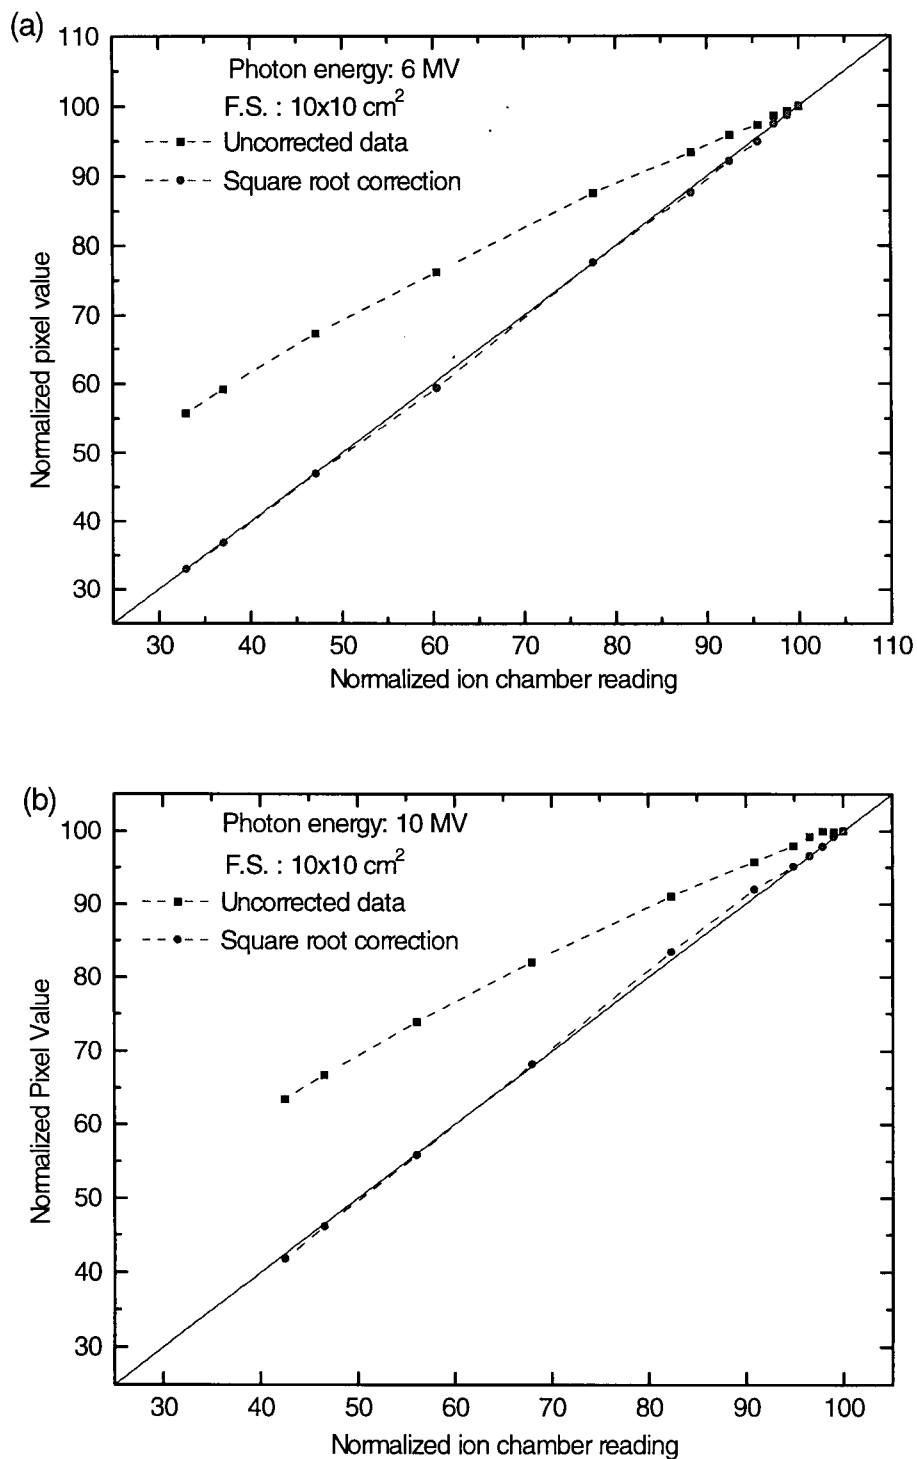 (a)
110
100
90
80
70
60
50
40
30
Normalized pixel value
Photon energy: 6 MV
F.S. : 10x10 cm²
Uncorrected data
Square root correction
30 40 50 60 70 80 90 100 110
Normalized ion chamber reading
(b)
100
90
80
70
60
50
40
30
Normalized Pixel Value
Photon energy: 10 MV
F.S. : 10x10 cm²
Uncorrected data
Square root correction
30 40 50 60 70 80 90 100
Normalized ion chamber reading